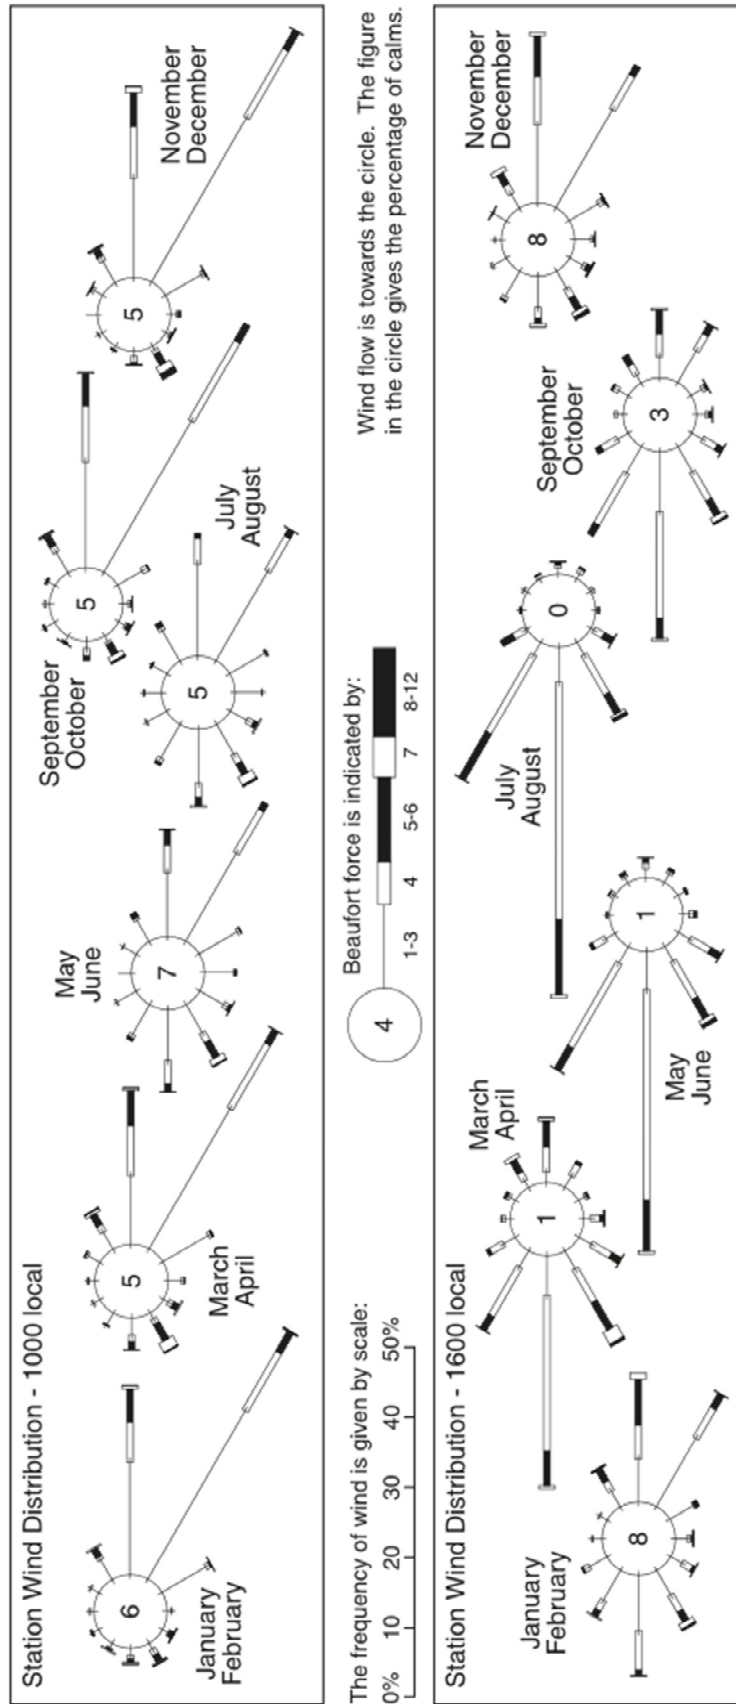 Station Wind Distribution - 1000 local
6
January
February
5
March
April
7
May
June
5
July
August
5
September
October
5
November
December
The frequency of wind is given by scale:
0% 10 20 30 40 50%
Beaufort force is indicated by:
4
1-3 4 5-6 7 8-12
Wind flow is towards the circle. The figure
in the circle gives the percentage of calms.
Station Wind Distribution - 1600 local
8
January
February
1
March
April
1
May
June
0
July
August
3
September
October
8
November
December